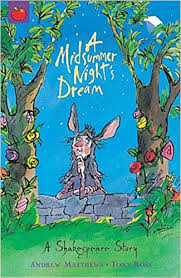 A
Midsummer
Night's
Dream
A Shakespeare Story
ANDREW MATTHEWS • TONY ROSS